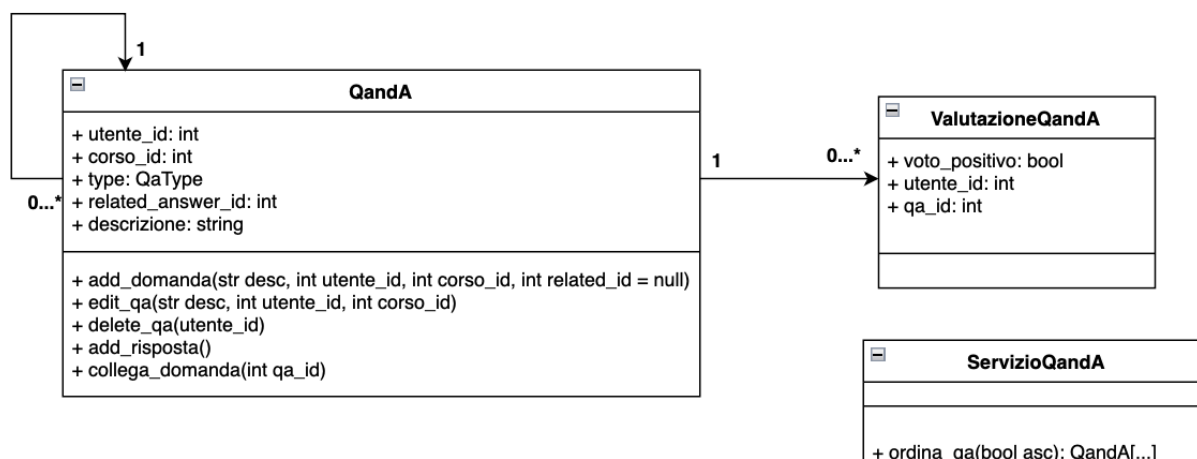 1
QandA
+ utente_id: int
+ corso_id: int
+ type: QaType
+ related_answer_id: int
+ descrizione: string
0...*
+ add_domanda(str desc, int utente_id, int corso_id, int related_id = null)
+ edit_qa(str desc, int utente_id, int corso_id)
+ delete_qa(utente_id)
+ add_risposta()
+ collega_domanda(int qa_id)
1
0...*
ValutazioneQandA
+ voto_positivo: bool
+ utente_id: int
+ qa_id: int
ServizioQandA
+ ordina_qa(bool asc): QandA[...]